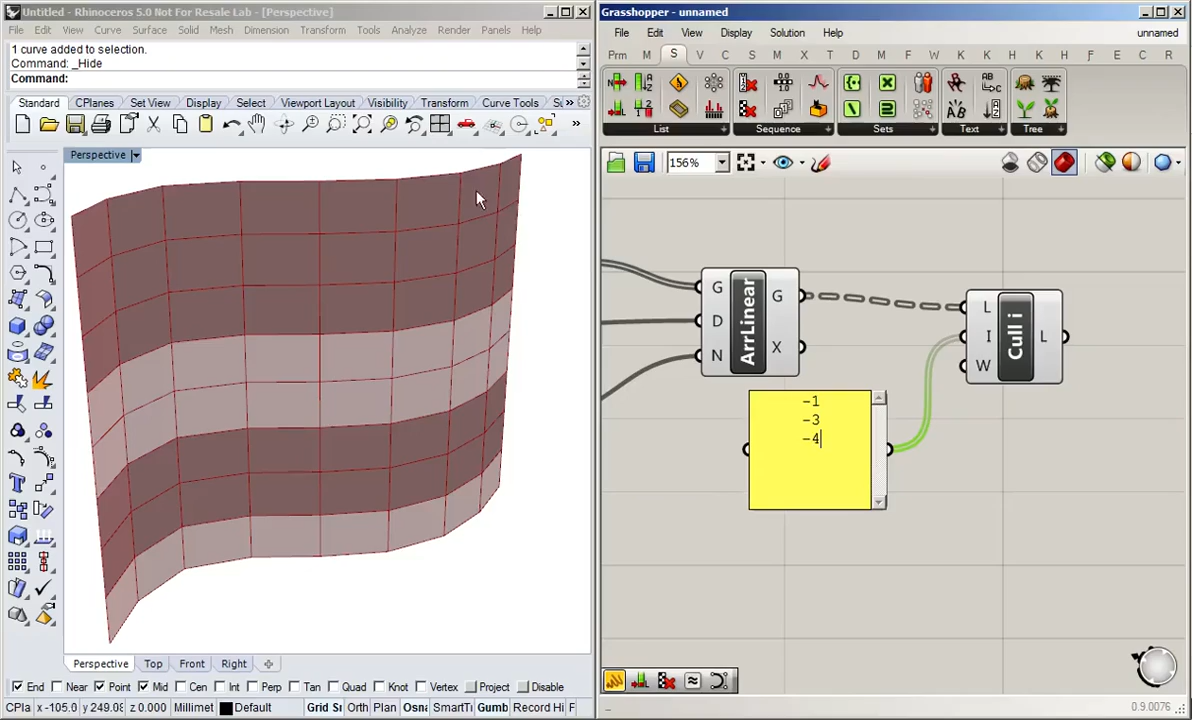 Untitled - Rhinoceros 5.0 Not For Resale Lab - [Perspective]
File Edit View Curve Surface Solid Mesh Dimension Transform Tools Analyze Render Panels Help
1 curve added to selection.
Command: _Hide
Command:
Standard CPlanes Set View Display Select Viewport Layout Visibility Transform Curve Tools
Perspective
Perspective Top Front Right
End Near Point Mid Cen Int Perp Tan Quad Knot Vertex Project Disable
CPla x -105.0 y 249.08 z 0.000 Millimet Default Grid S Orth Plan Osna SmartT Gumb Record Hi F
Grasshopper - unnamed
File Edit View Display Solution Help unnamed
Prm M S V C S M I X D F W K K K H F E C R
List Sequence Sets Text Tree
156%
G
D
N
ArrLinear
G
X
L
I
W
Cull i
L
-1
-3
-4
0.9.0076